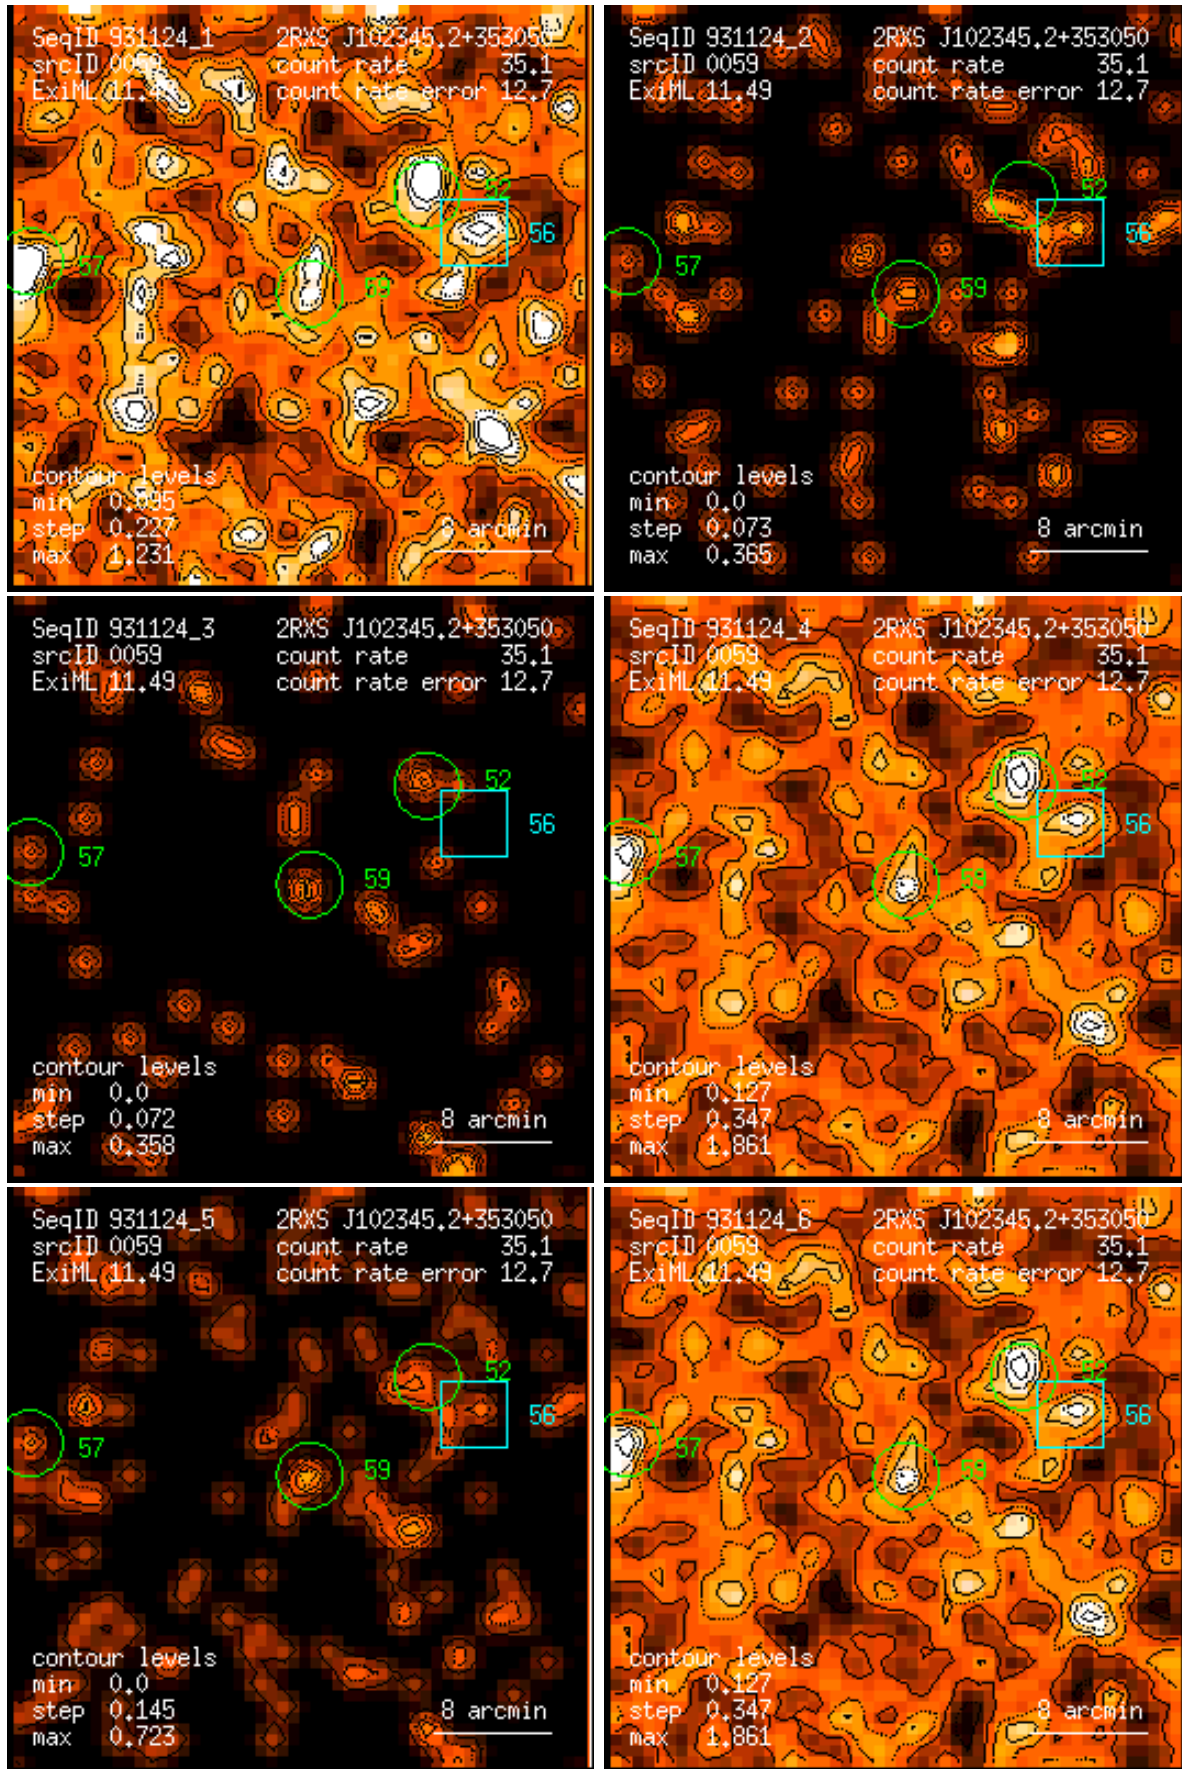 SeqID 931124_1 2RXS J102345.2+353050
srcID 0059 count rate 35.1
ExiML 11.49 count rate error 12.7
52
56
57
59
contour levels
min 0.095
step 0.227 8 arcmin
max 1.231
SeqID 931124_2 2RXS J102345.2+353050
srcID 0059 count rate 35.1
ExiML 11.49 count rate error 12.7
52
56
57
59
contour levels
min 0.0
step 0.073 8 arcmin
max 0.365
SeqID 931124_3 2RXS J102345.2+353050
srcID 0059 count rate 35.1
ExiML 11.49 count rate error 12.7
52
56
57
59
contour levels
min 0.0
step 0.072 8 arcmin
max 0.358
SeqID 931124_4 2RXS J102345.2+353050
srcID 0059 count rate 35.1
ExiML 11.49 count rate error 12.7
52
56
57
59
contour levels
min 0.127
step 0.347 8 arcmin
max 1.861
SeqID 931124_5 2RXS J102345.2+353050
srcID 0059 count rate 35.1
ExiML 11.49 count rate error 12.7
52
56
57
59
contour levels
min 0.0
step 0.145 8 arcmin
max 0.723
SeqID 931124_6 2RXS J102345.2+353050
srcID 0059 count rate 35.1
ExiML 11.49 count rate error 12.7
52
56
57
59
contour levels
min 0.127
step 0.347 8 arcmin
max 1.861